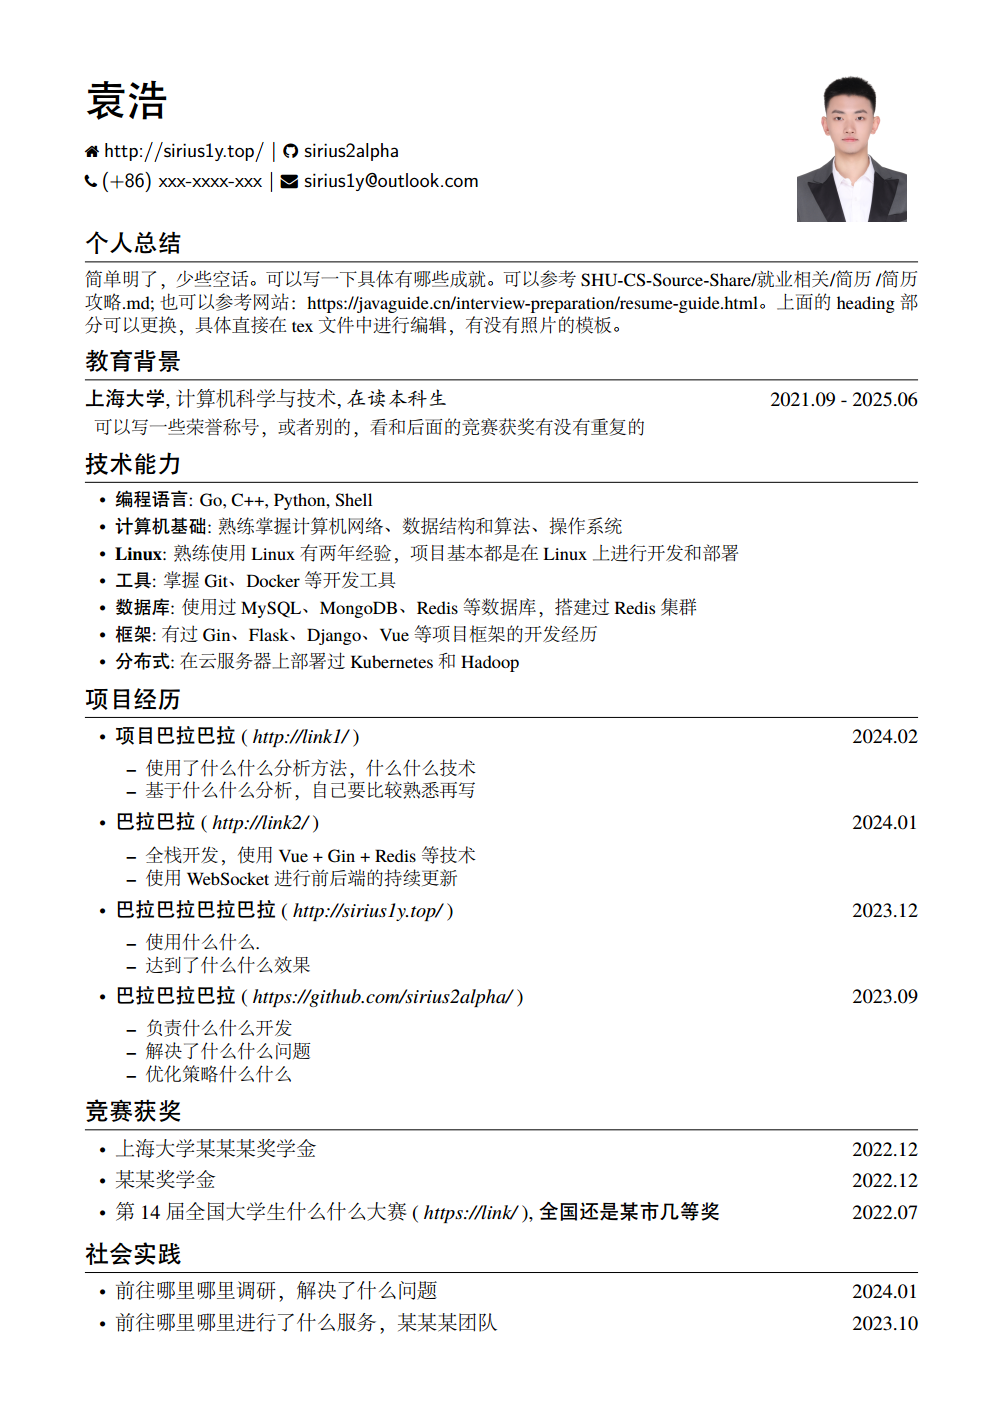 袁浩
http://sirius1y.top/ | sirius2alpha
(+86) xxx-xxxx-xxx | sirius1y@outlook.com
个人总结
简单明了，少些空话。可以写一下具体有哪些成就。可以参考 SHU-CS-Source-Share/就业相关/简历 /简历
攻略.md; 也可以参考网站：https://javaguide.cn/interview-preparation/resume-guide.html。上面的 heading 部
分可以更换，具体直接在 tex 文件中进行编辑，有没有照片的模板。
教育背景
上海大学, 计算机科学与技术, 在读本科生 2021.09 - 2025.06
可以写一些荣誉称号，或者别的，看和后面的竞赛获奖有没有重复的
技术能力
• 编程语言: Go, C++, Python, Shell
• 计算机基础: 熟练掌握计算机网络、数据结构和算法、操作系统
• Linux: 熟练使用 Linux 有两年经验，项目基本都是在 Linux 上进行开发和部署
• 工具: 掌握 Git、Docker 等开发工具
• 数据库: 使用过 MySQL、MongoDB、Redis 等数据库，搭建过 Redis 集群
• 框架: 有过 Gin、Flask、Django、Vue 等项目框架的开发经历
• 分布式: 在云服务器上部署过 Kubernetes 和 Hadoop
项目经历
• 项目巴拉巴拉 ( http://link1/ ) 2024.02
– 使用了什么什么分析方法，什么什么技术
– 基于什么什么分析，自己要比较熟悉再写
• 巴拉巴拉 ( http://link2/ ) 2024.01
– 全栈开发，使用 Vue + Gin + Redis 等技术
– 使用 WebSocket 进行前后端的持续更新
• 巴拉巴拉巴拉巴拉 ( http://sirius1y.top/ ) 2023.12
– 使用什么什么.
– 达到了什么什么效果
• 巴拉巴拉巴拉 ( https://github.com/sirius2alpha/ ) 2023.09
– 负责什么什么开发
– 解决了什么什么问题
– 优化策略什么什么
竞赛获奖
• 上海大学某某某奖学金 2022.12
• 某某奖学金 2022.12
• 第 14 届全国大学生什么什么大赛 ( https://link/ ), 全国还是某市几等奖 2022.07
社会实践
• 前往哪里哪里调研，解决了什么问题 2024.01
• 前往哪里哪里进行了什么服务，某某某团队 2023.10